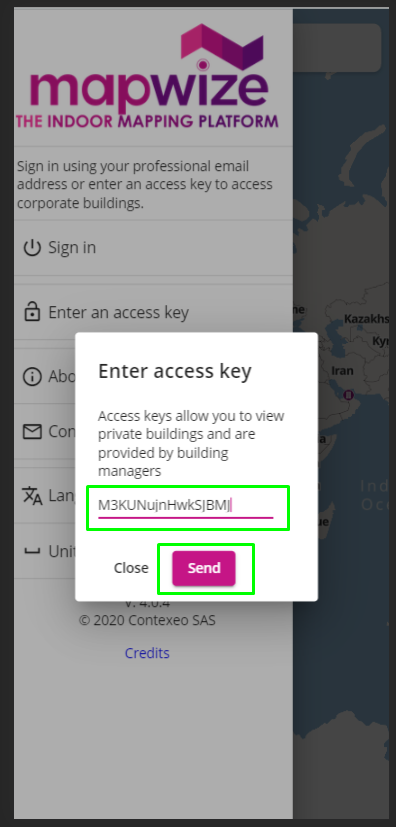 mapwize
THE INDOOR MAPPING PLATFORM
Sign in using your professional email
address or enter an access key to access
corporate buildings.
Sign in
Enter an access key
Kazakhs
Ky
Iran
Enter access key
Abo
Access keys allow you to view
private buildings and are
provided by building
managers
Con
Lan
Ind
Oce
M3KUNujnHwkSJBMJ
Unit
Close
Send
V. 4.0.4
© 2020 Contexeo SAS
Credits